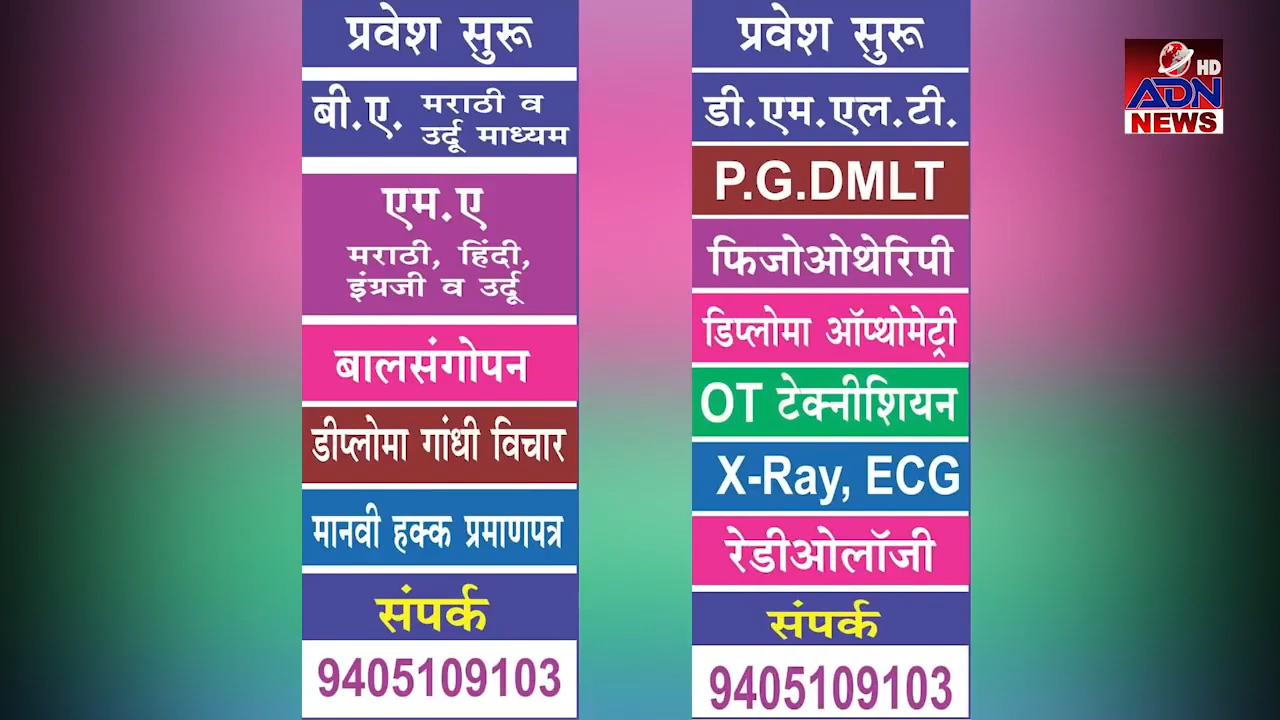 प्रवेश सुरू
बी.ए. मराठी व
उर्दू माध्यम
एम.ए
मराठी, हिंदी,
इंग्रजी व उर्दू
बालसंगोपन
डीप्लोमा गांधी विचार
मानवी हक्क प्रमाणपत्र
संपर्क
9405109103
प्रवेश सुरू
डी.एम.एल.टी.
P.G.DMLT
फिजोओथेरिपी
डिप्लोमा ऑप्थोमेट्री
OT टेक्नीशियन
X-Ray, ECG
रेडीओलॉजी
संपर्क
9405109103
HD
ADN
NEWS